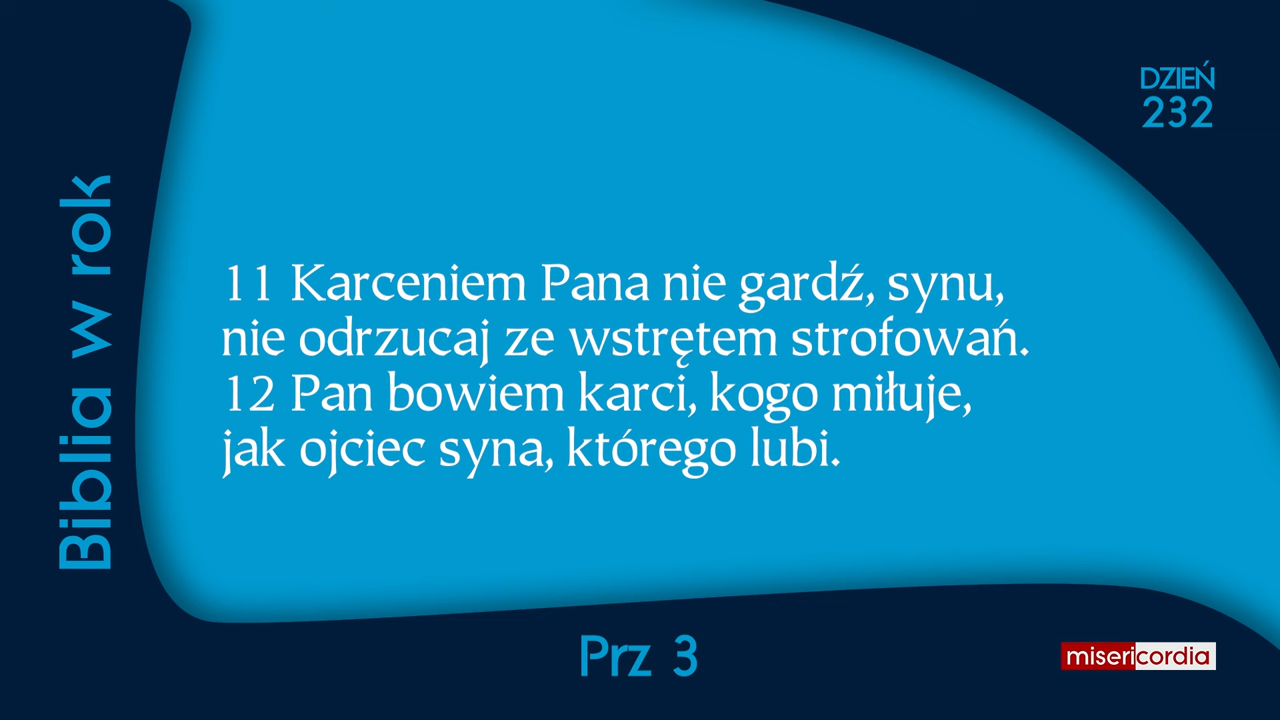 DZIEŃ
232
Biblia w rok
11 Karceniem Pana nie gardź, synu,
nie odrzucaj ze wstrętem strofowań.
12 Pan bowiem karci, kogo miłuje,
jak ojciec syna, którego lubi.
Prz 3
misericordia